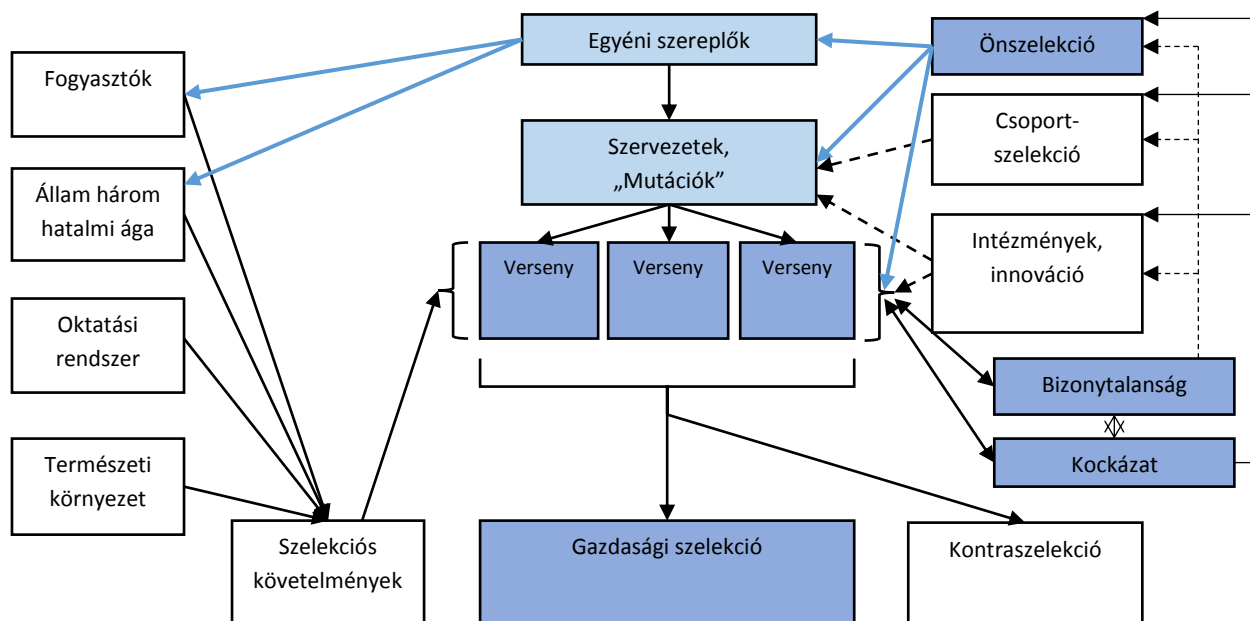 Egyéni szereplők
Önszelekció
Fogyasztók
Csoport-
szelekció
Szervezetek,
„Mutációk”
Állam három
hatalmi ága
Intézmények,
innováció
Verseny
Verseny
Verseny
Oktatási
rendszer
Bizonytalanság
Kockázat
Természeti
környezet
Szelekciós
követelmények
Gazdasági szelekció
Kontraszelekció